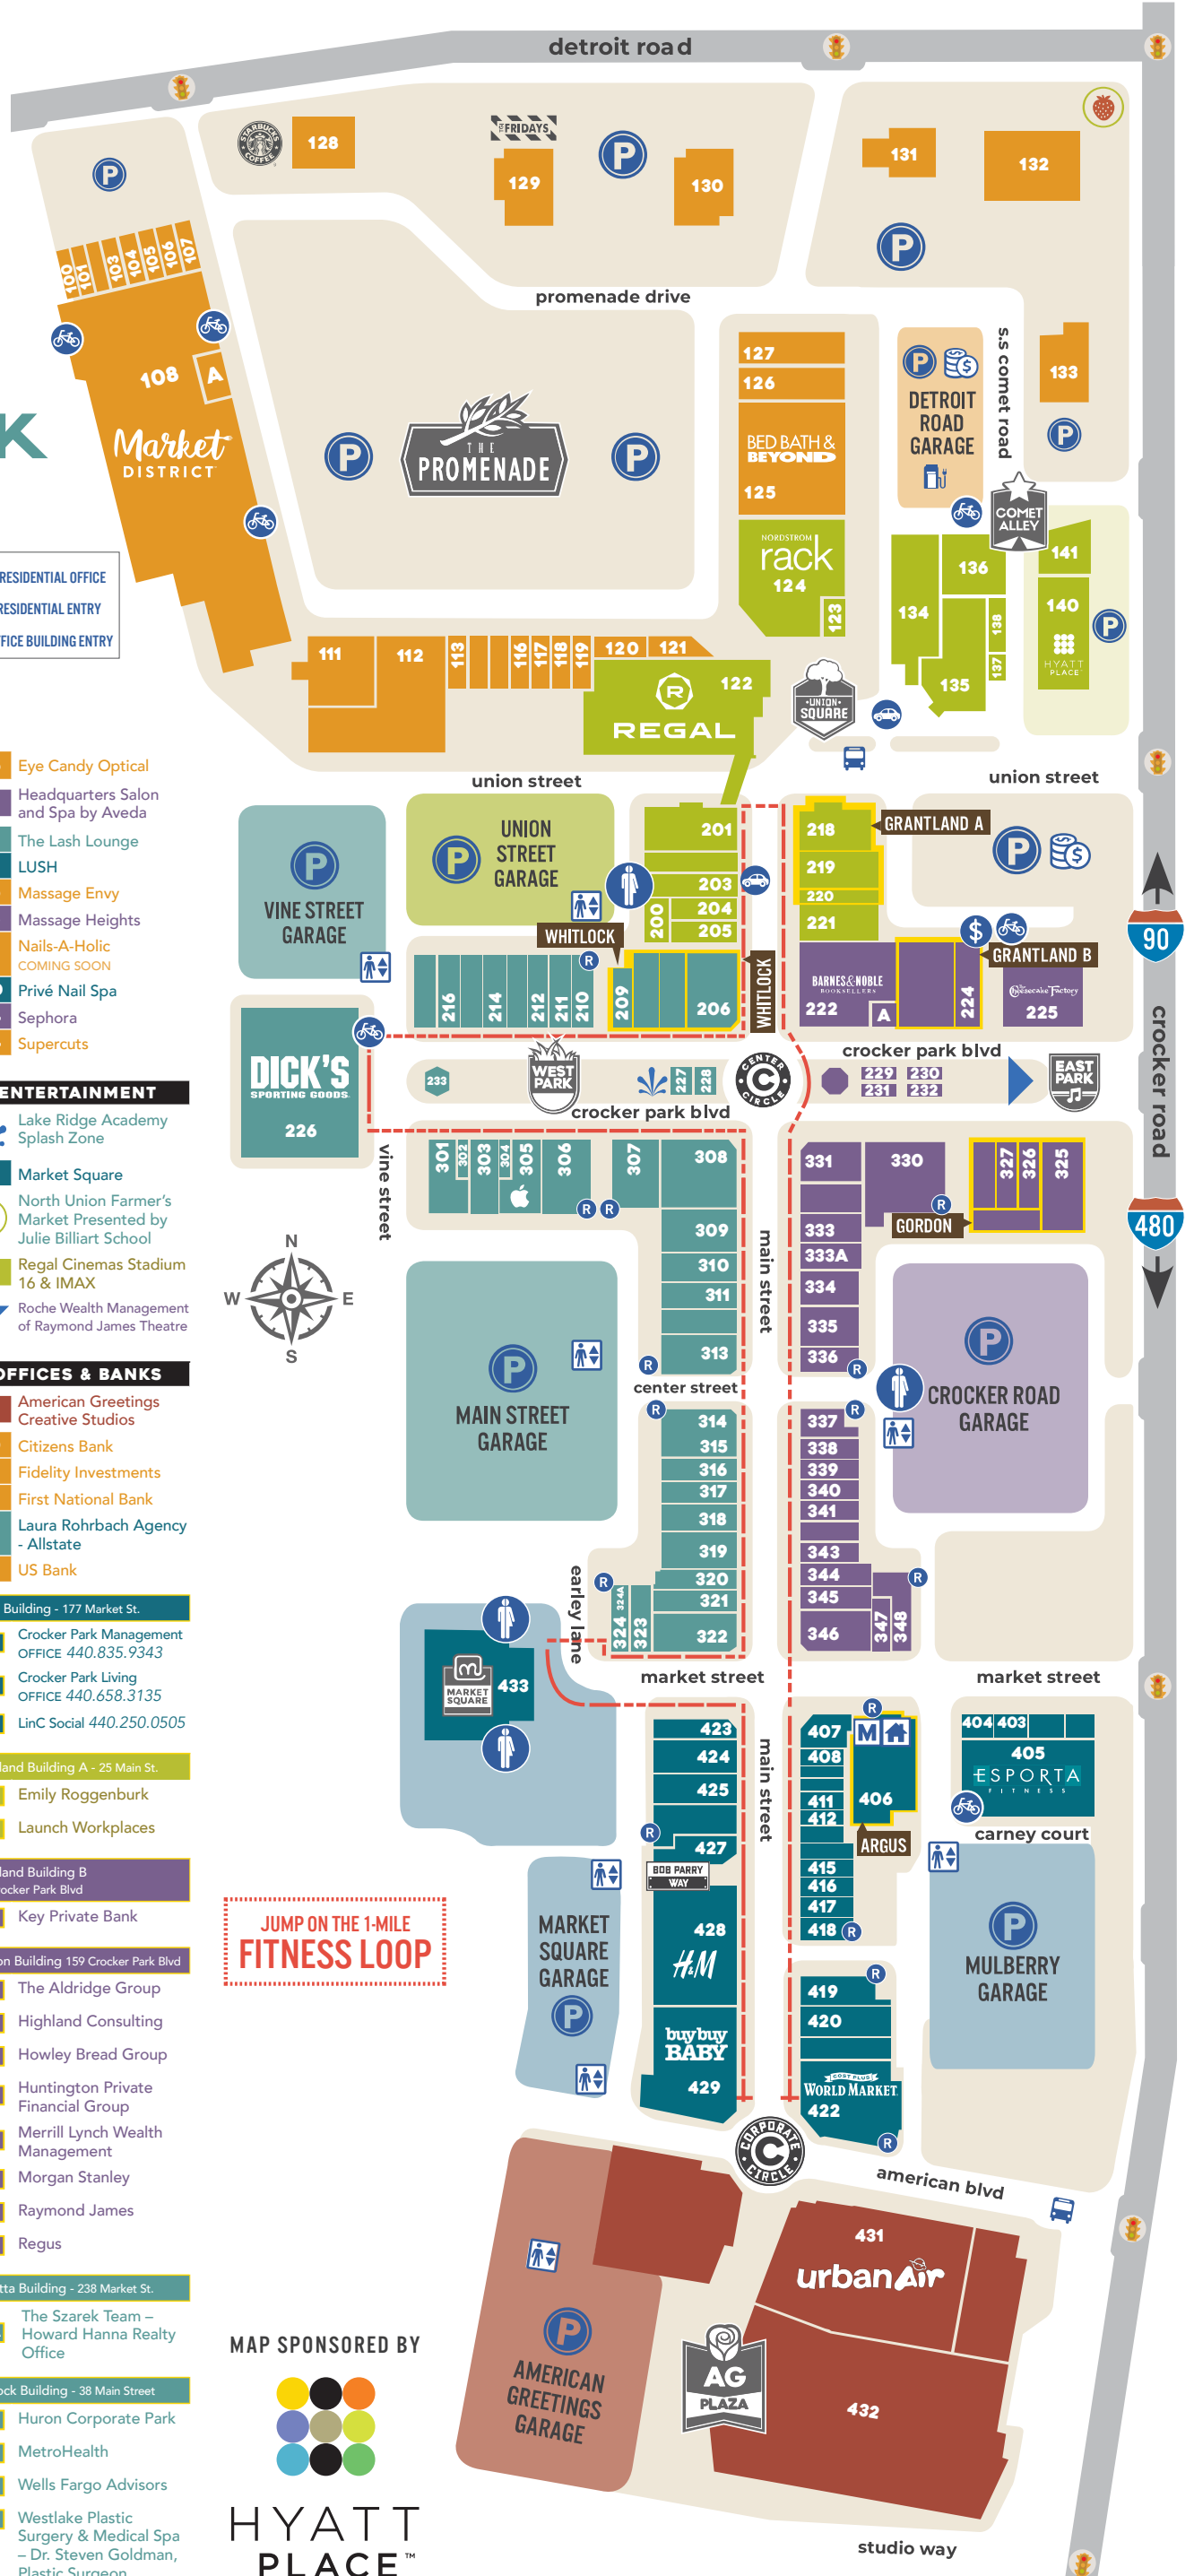 detroit road
STARBUCKS
COFFEE
128
FRIDAYS
129
130
131
132
100
101
103
104
105
106
107
108
A
Market
DISTRICT
K
promenade drive
THE
PROMENADE
127
126
BED BATH &
BEYOND
125
NORDSTROM
rack
124
123
DETROIT
ROAD
GARAGE
s.s comet road
133
COMET
ALLEY
134
136
138
137
135
141
140
HYATT
PLACE
RESIDENTIAL OFFICE
RESIDENTIAL ENTRY
FICE BUILDING ENTRY
111
112
113
116
117
118
119
120
121
122
R
REGAL
UNION
SQUARE
union street
union street
Eye Candy Optical
Headquarters Salon
and Spa by Aveda
The Lash Lounge
LUSH
Massage Envy
Massage Heights
Nails-A-Holic
COMING SOON
Privé Nail Spa
Sephora
Supercuts
VINE STREET
GARAGE
UNION
STREET
GARAGE
201
203
204
205
200
WHITLOCK
WHITLOCK
218
219
220
221
GRANTLAND A
GRANTLAND B
90
216
214
212
211
210
209
206
BARNES & NOBLE
BOOKSELLERS
222
A
224
Cheesecake Factory
225
crocker park blvd
crocker road
DICK'S
SPORTING GOODS
226
233
WEST
PARK
227
228
CENTER
C
CIRCLE
229
230
231
232
EAST
PARK
crocker park blvd
ENTERTAINMENT
Lake Ridge Academy
Splash Zone
Market Square
North Union Farmer's
Market Presented by
Julie Billiart School
Regal Cinemas Stadium
16 & IMAX
Roche Wealth Management
of Raymond James Theatre
vine street
301
302
303
304
305
306
307
308
309
310
311
313
main street
331
330
333
333A
334
335
336
327
326
325
GORDON
480
N
W
E
S
MAIN STREET
GARAGE
center street
CROCKER ROAD
GARAGE
OFFICES & BANKS
American Greetings
Creative Studios
Citizens Bank
Fidelity Investments
First National Bank
Laura Rohrbach Agency
- Allstate
US Bank
314
315
316
317
318
319
320
321
322
324
324A
323
337
338
339
340
341
343
344
345
346
347
348
earley lane
market street
market street
Building - 177 Market St.
Crocker Park Management
OFFICE 440.835.9343
Crocker Park Living
OFFICE 440.658.3135
LinC Social 440.250.0505
m
MARKET
SQUARE
433
423
424
425
427
BOB PARRY
WAY
428
H&M
buybuy
BABY
429
main street
407
408
411
412
415
416
417
418
M
406
ARGUS
404
403
405
ESPORTA
FITNESS
carney court
land Building A - 25 Main St.
Emily Roggenburk
Launch Workplaces
land Building B
ocker Park Blvd
Key Private Bank
on Building 159 Crocker Park Blvd
The Aldridge Group
Highland Consulting
Howley Bread Group
Huntington Private
Financial Group
Merrill Lynch Wealth
Management
Morgan Stanley
Raymond James
Regus
JUMP ON THE 1-MILE
FITNESS LOOP
MARKET
SQUARE
GARAGE
MULBERRY
GARAGE
419
420
COST PLUS
WORLD MARKET
422
CORPORATE
C
CIRCLE
american blvd
431
urbanAir
432
AG
PLAZA
AMERICAN
GREETINGS
GARAGE
tta Building - 238 Market St.
The Szarek Team –
Howard Hanna Realty
Office
ock Building - 38 Main Street
Huron Corporate Park
MetroHealth
Wells Fargo Advisors
Westlake Plastic
Surgery & Medical Spa
– Dr. Steven Goldman,
Plastic Surgeon
MAP SPONSORED BY
HYATT
PLACE™
studio way